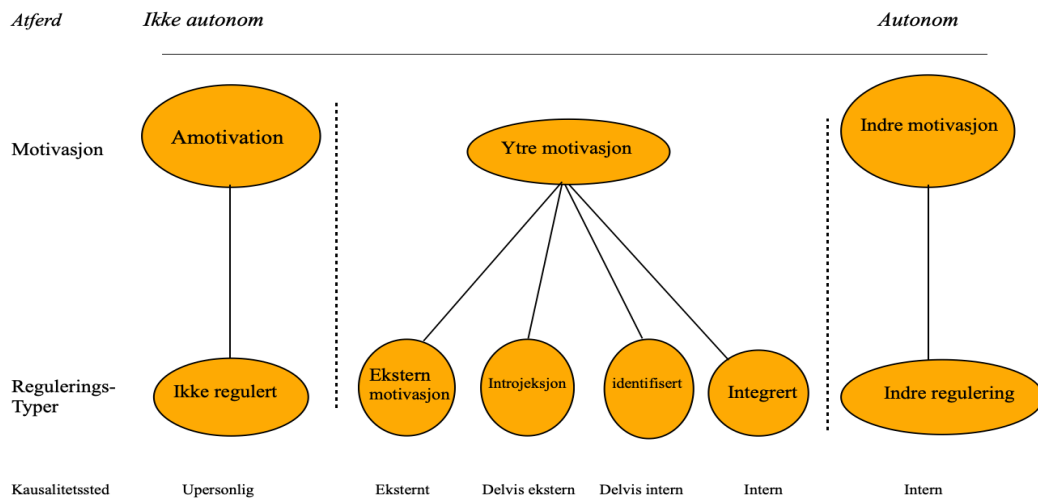 Atferd Ikke autonom Autonom
Motivasjon Amotivation Ytre motivasjon Indre motivasjon
Regulerings-
Typer
Ikke regulert
Ekstern
motivasjon
Introjeksjon
identifisert
Integrert
Indre regulering
Kausalitetssted Upersonlig Eksternt Delvis ekstern Delvis intern Intern Intern